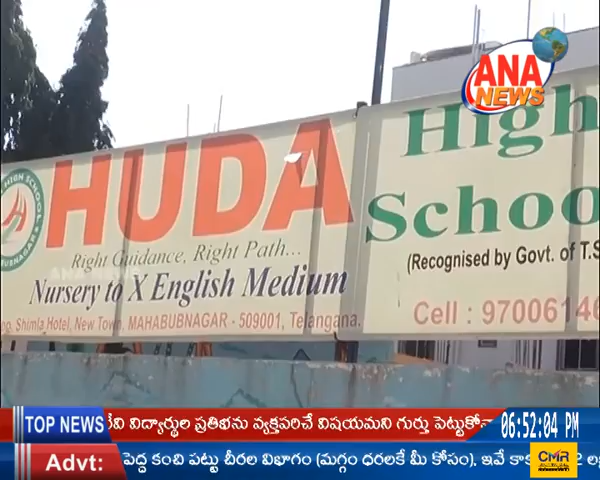 ANA
NEWS
HUDA
High
School
Right Guidance, Right Path...
(Recognised by Govt. of T.S
Nursery to X English Medium
Shimla Hotel, New Town, MAHABUBNAGAR - 509001, Telangana.
Cell : 9700614
TOP NEWS
విద్యార్థుల ప్రతిభను వ్యక్తపరిచే విషయమని గుర్తు పెట్టుకోవా
06:52:04 PM
Advt:
పెద్ద కంచి పట్టు చీరల విభాగం (మగ్గం ధరలకే మీ కోసం), ఇవే కాక
CMR